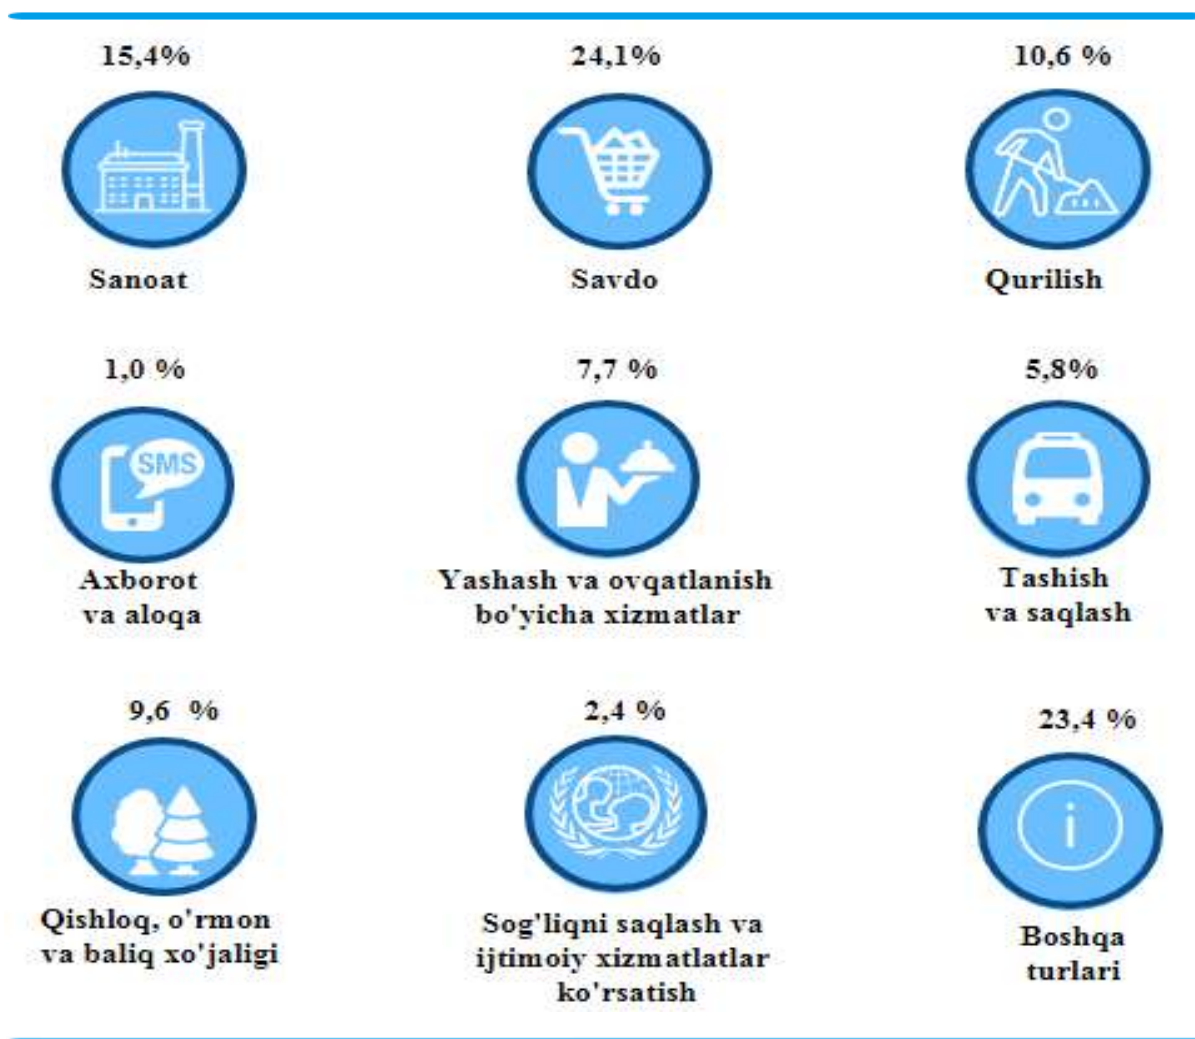 15,4%
24,1%
10,6 %
Sanoat
Savdo
Qurilish
1,0 %
7,7 %
5,8%
SMS
Axborot
va aloqa
Yashash va ovqatlanish
bo'yicha xizmatlar
Tashish
va saqlash
9,6 %
2,4 %
23,4 %
i
Qishloq, o'rmon
va baliq xo'jaligi
Sog'liqni saqlash va
ijtimoiy xizmatlatlar
ko'rsatish
Boshqa
turlari